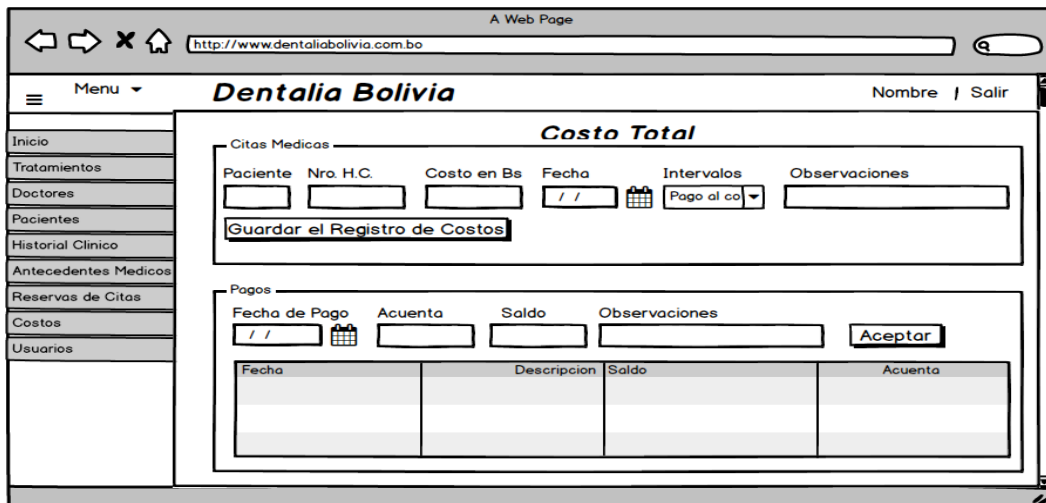 A Web Page
http://www.dentaliabolivia.com.bo
Menu
Dentalia Bolivia
Nombre | Salir
Inicio
Tratamientos
Doctores
Pacientes
Historial Clinico
Antecedentes Medicos
Reservas de Citas
Costos
Usuarios
Costo Total
Citas Medicas
Paciente Nro. H.C. Costo en Bs Fecha Intervalos Observaciones
/ / Pago al co
Guardar el Registro de Costos
Pagos
Fecha de Pago Acuenta Saldo Observaciones
/ / Aceptar
Fecha Descripcion Saldo Acuenta